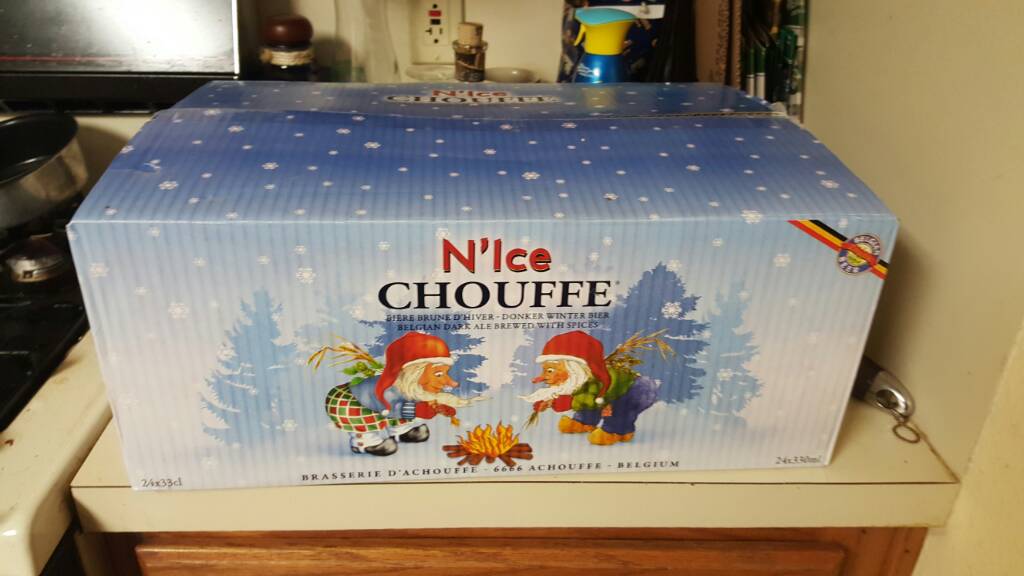 N'Ice
CHOUFFE
N'Ice
CHOUFFE
BIÈRE BRUNE D'HIVER - DONKER WINTER BIER
BELGIAN DARK ALE BREWED WITH SPICES
BRASSERIE D'ACHOUFFE - 6666 ACHOUFFE - BELGIUM
24x33cl
24x330ml